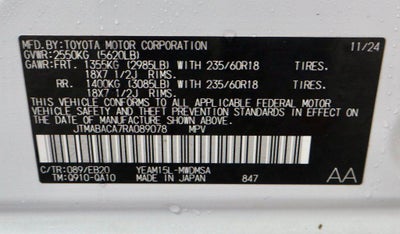 MFD.BY:TOYOTA MOTOR CORPORATION 11/24
GVWR:2550KG (5620LB)
GAWR:FRT. 1355KG (2985LB) WITH 235/60R18 TIRES.
18X7 1/2J RIMS.
RR. 1400KG (3085LB) WITH 235/60R18 TIRES.
18X7 1/2J RIMS.
THIS VEHICLE CONFORMS TO ALL APPLICABLE FEDERAL MOTOR
VEHICLE SAFETY AND THEFT PREVENTION STANDARDS IN EFFECT
ON THE DATE OF MANUFACTURE SHOWN ABOVE.
JTMABACA7RA089078 MPV
C/TR:089/EB20 YEAM15L-MWDMSA AA
TM:Q910-QA10 MADE IN JAPAN 847